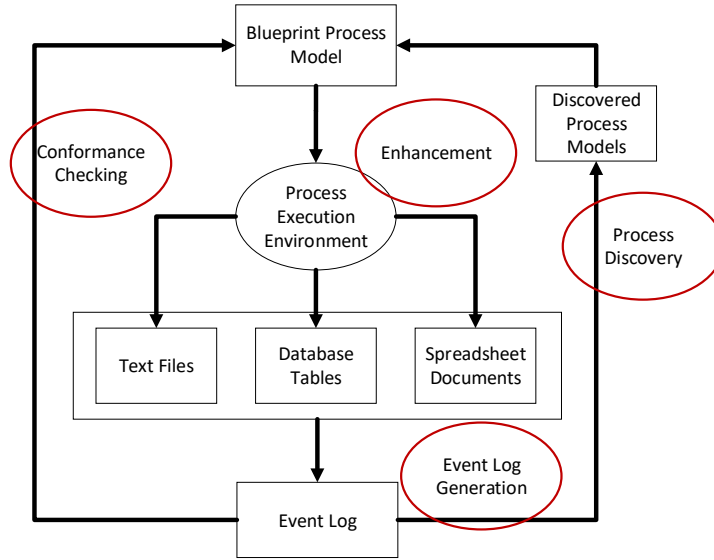 Blueprint Process
Model
Discovered
Process
Models
Conformance
Checking
Enhancement
Process
Execution
Environment
Process
Discovery
Text Files
Database
Tables
Spreadsheet
Documents
Event Log
Generation
Event Log